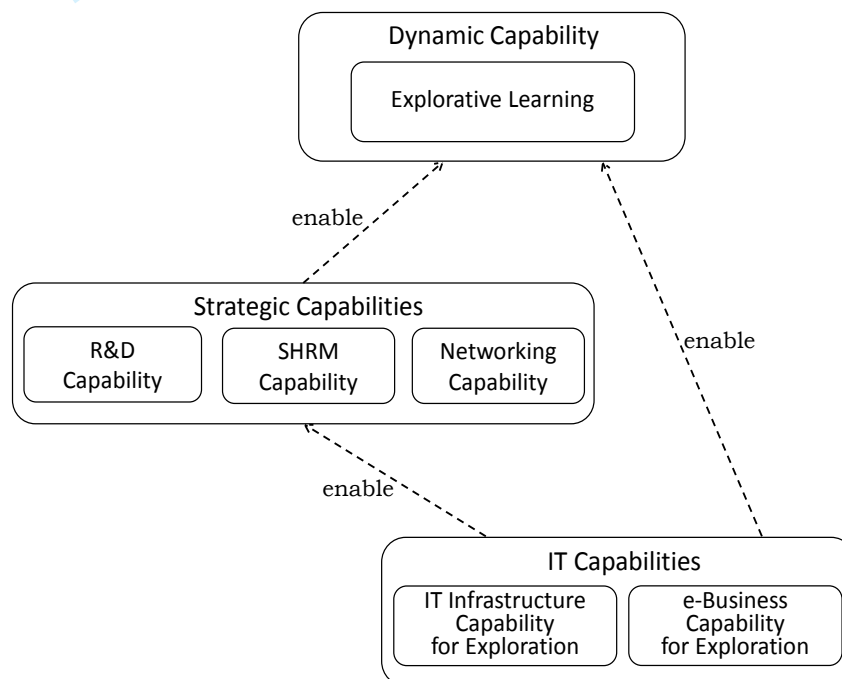 Dynamic Capability
Explorative Learning
enable
Strategic Capabilities
R&D
Capability
SHRM
Capability
Networking
Capability
enable
enable
IT Capabilities
IT Infrastructure
Capability
for Exploration
e-Business
Capability
for Exploration